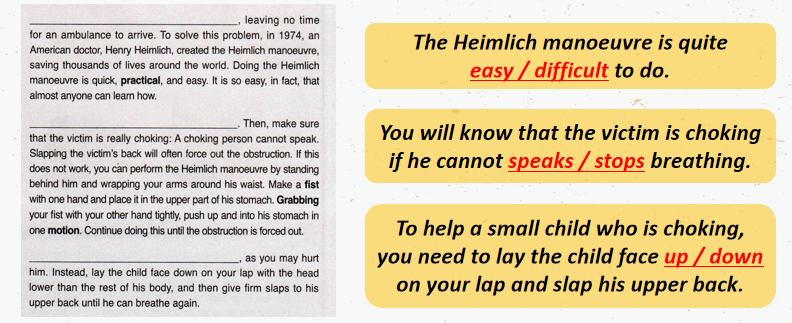 ____________________, leaving no time
for an ambulance to arrive. To solve this problem, in 1974, an
American doctor, Henry Heimlich, created the Heimlich manoeuvre,
saving thousands of lives around the world. Doing the Heimlich
manoeuvre is quick, practical, and easy. It is so easy, in fact, that
almost anyone can learn how.
____________________. Then, make sure
that the victim is really choking: A choking person cannot speak.
Slapping the victim's back will often force out the obstruction. If this
does not work, you can perform the Heimlich manoeuvre by standing
behind him and wrapping your arms around his waist. Make a fist
with one hand and place it in the upper part of his stomach. Grabbing
your fist with your other hand tightly, push up and into his stomach in
one motion. Continue doing this until the obstruction is forced out.
____________________, as you may hurt
him. Instead, lay the child face down on your lap with the head
lower than the rest of his body, and then give firm slaps to his
upper back until he can breathe again.
The Heimlich manoeuvre is quite
easy / difficult to do.
You will know that the victim is choking
if he cannot speaks / stops breathing.
To help a small child who is choking,
you need to lay the child face up / down
on your lap and slap his upper back.